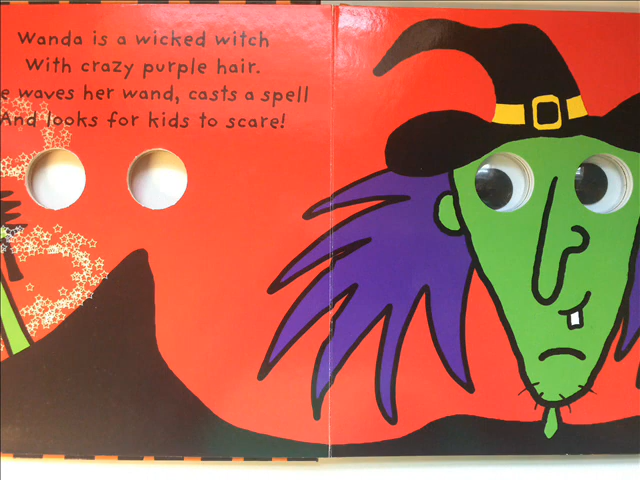 Wanda is a wicked witch
With crazy purple hair.
e waves her wand, casts a spell
And looks for kids to scare!